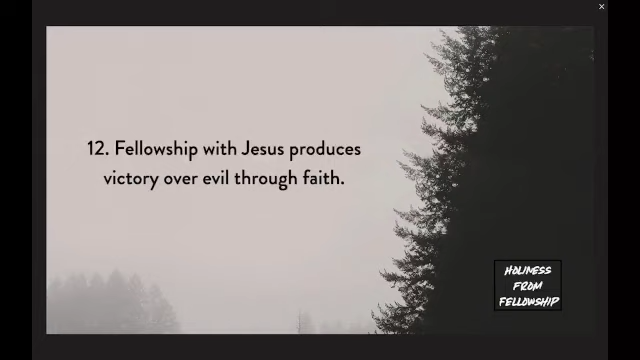 12. Fellowship with Jesus produces
victory over evil through faith.
HOLINESS
FROM
FELLOWSHIP